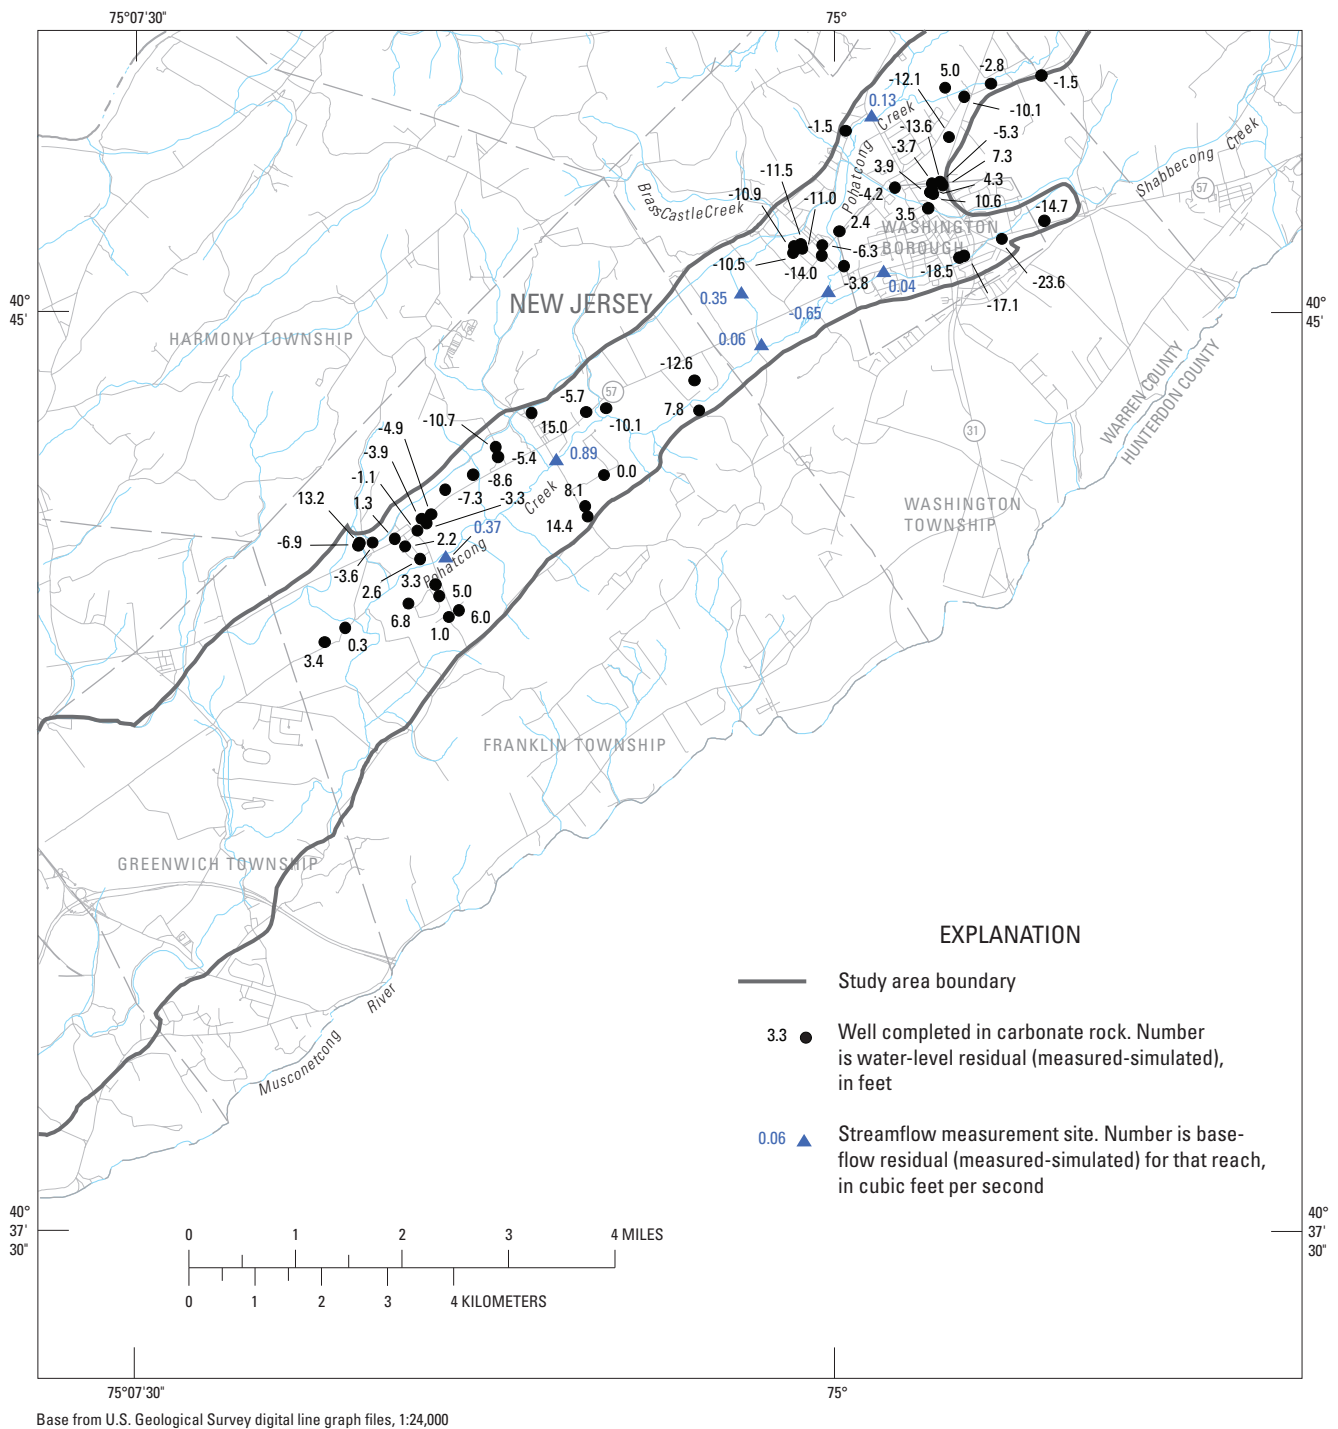 75°07'30"
75°
-2.8
5.0
-12.1
-1.5
0.13
-10.1
Creek
-13.6
-1.5
-5.3
-3.7
7.3
Shabbecong Creek
3.9
4.3
57
-11.5
Pohatcong
-4.2
10.6
-10.9
-11.0
BrassCastleCreek
3.5
-14.7
2.4
WASHINGTON
BOROUGH
-6.3
-10.5
-14.0
-18.5
-3.8
0.04
-23.6
0.35
-17.1
-0.65
40°
45'
40°
45'
NEW JERSEY
HARMONY TOWNSHIP
0.06
WARREN COUNTY
HUNTERDON COUNTY
-12.6
57
-5.7
7.8
-10.7
15.0
-10.1
31
-4.9
-3.9
-5.4
0.89
0.0
-1.1
-8.6
13.2
1.3
-7.3
-3.3
8.1
Creek
WASHINGTON
TOWNSHIP
14.4
0.37
-6.9
2.2
-3.6
2.6
3.3
Pohatcong
5.0
6.8
6.0
1.0
0.3
3.4
FRANKLIN TOWNSHIP
GREENWICH TOWNSHIP
Musconetcong River
EXPLANATION
Study area boundary
3.3 Well completed in carbonate rock. Number
is water-level residual (measured-simulated),
in feet
0.06 Streamflow measurement site. Number is base-
flow residual (measured-simulated) for that reach,
in cubic feet per second
40°
37'
30"
40°
37'
30"
0 1 2 3 4 MILES
0 1 2 3 4 KILOMETERS
75°07'30"
75°
Base from U.S. Geological Survey digital line graph files, 1:24,000